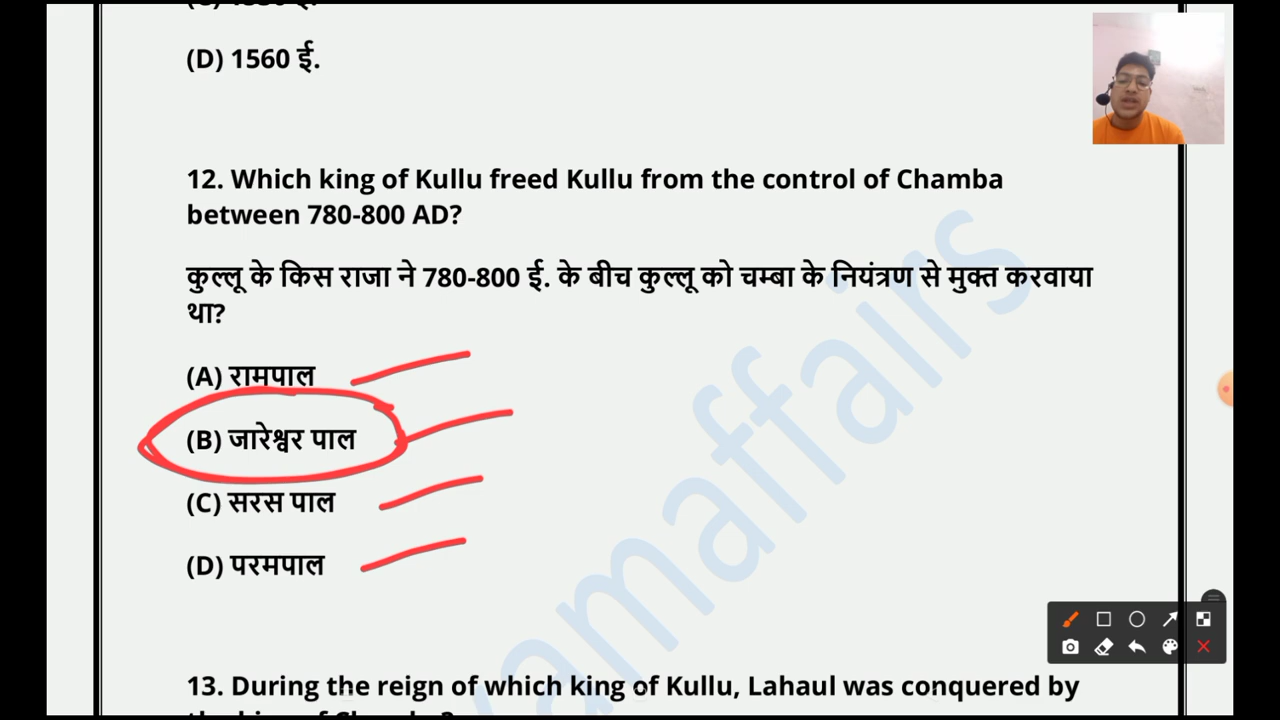 (D) 1560 ई.
12. Which king of Kullu freed Kullu from the control of Chamba
between 780-800 AD?
कुल्लू के किस राजा ने 780-800 ई. के बीच कुल्लू को चम्बा के नियंत्रण से मुक्त करवाया
था?
(A) रामपाल
(B) जारेश्वर पाल
(C) सरस पाल
(D) परमपाल
13. During the reign of which king of Kullu, Lahaul was conquered by